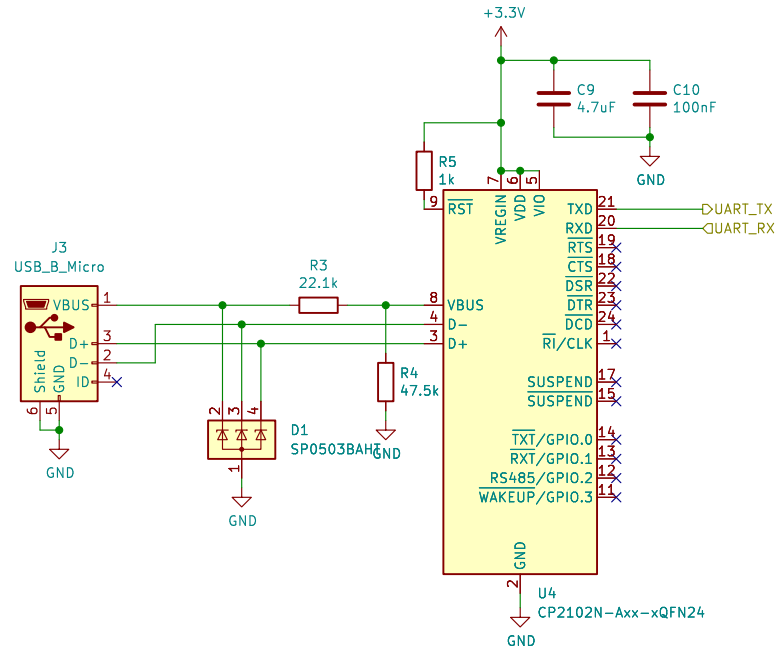 +3.3V
C9
4.7uF
C10
100nF
GND
R5
1k
7
6
5
9
RST
VREGIN
VDD
VIO
TXD
21
UART_TX
RXD
20
UART_RX
RTS
19
CTS
18
DSR
22
DTR
23
DCD
24
RI/CLK
1
SUSPEND
17
SUSPEND
15
TXT/GPIO.0
14
RXT/GPIO.1
13
RS485/GPIO.2
12
WAKEUP/GPIO.3
11
8
VBUS
4
D-
3
D+
GND
2
U4
CP2102N-Axx-xQFN24
GND
J3
USB_B_Micro
VBUS
1
D+
3
D-
2
ID
4
Shield
GND
6
5
GND
R3
22.1k
R4
47.5k
GND
2
3
4
D1
SP0503BAHT
1
GND